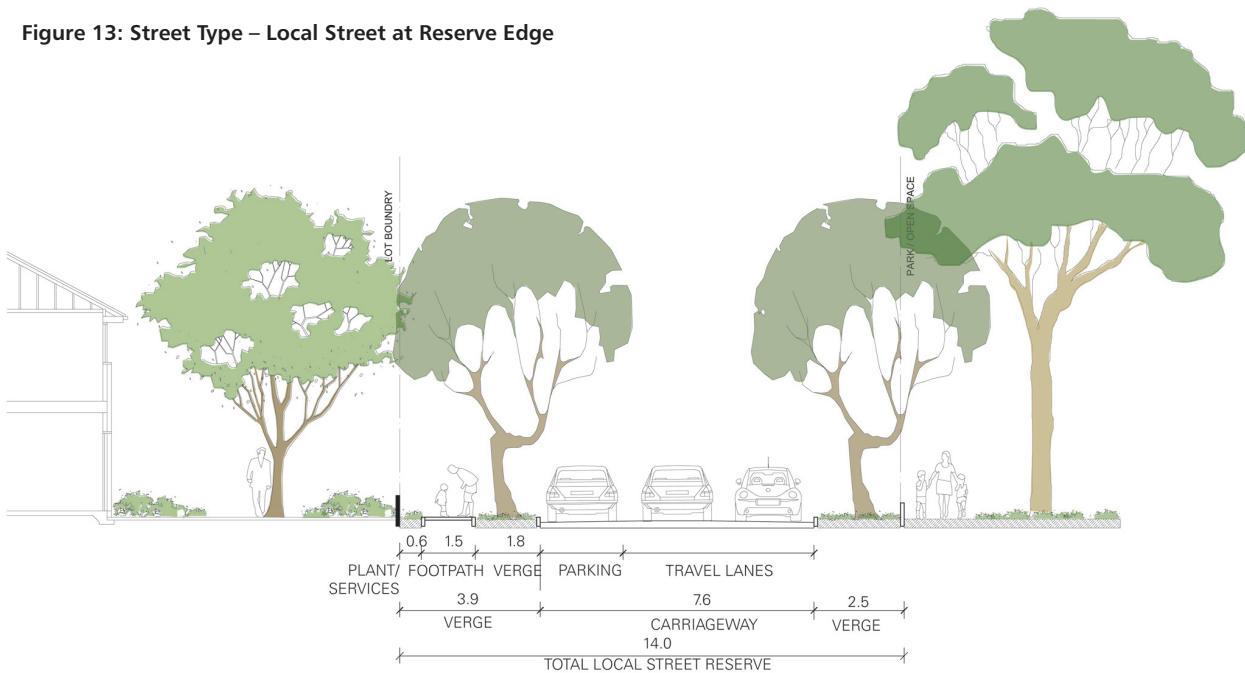 Figure 13: Street Type – Local Street at Reserve Edge
LOT BOUNDRY
PARK / OPEN SPACE
0.6 1.5 1.8
PLANT/ FOOTPATH VERGE PARKING TRAVEL LANES
SERVICES
3.9 7.6 2.5
VERGE CARRIAGEWAY VERGE
14.0
TOTAL LOCAL STREET RESERVE